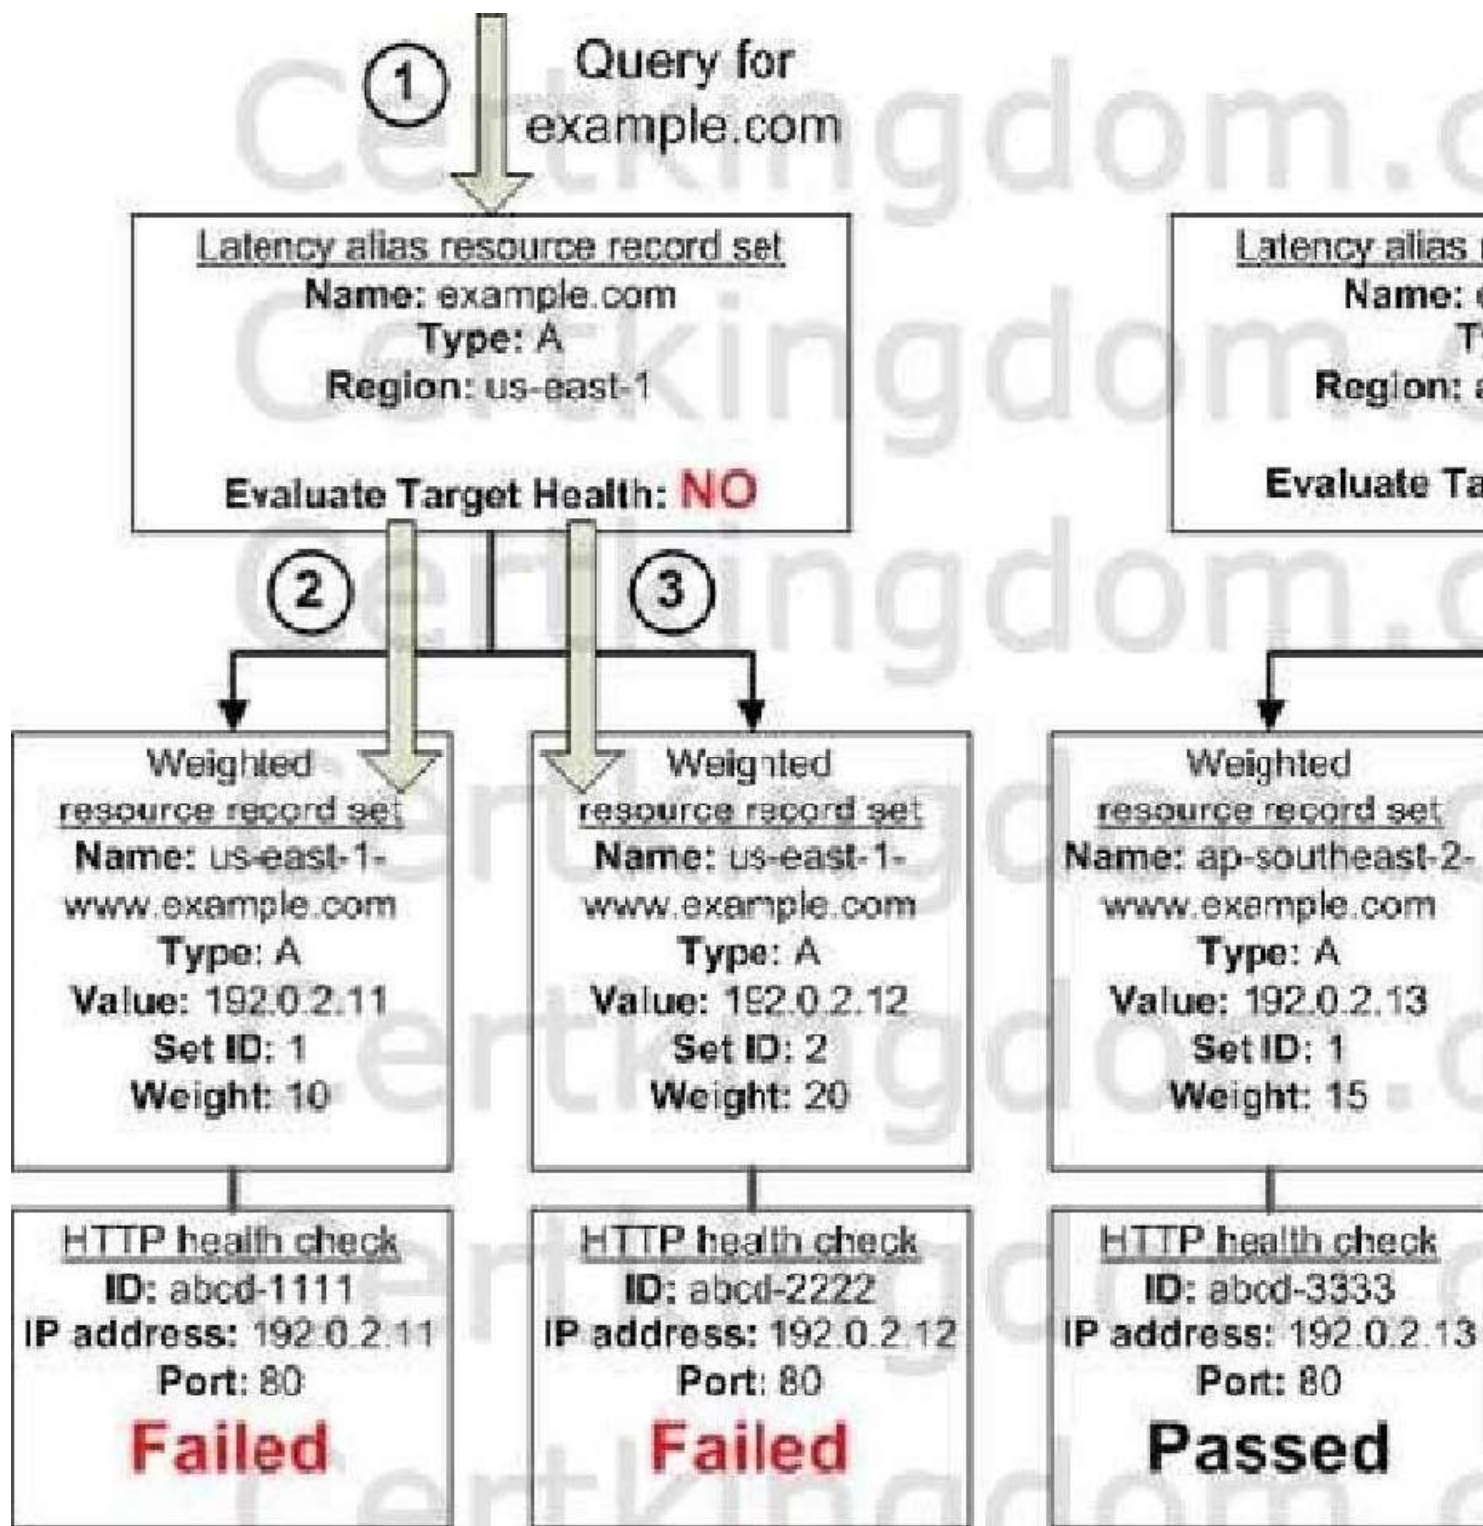 1
Query for
example.com
Latency alias resource record set
Name: example.com
Type: A
Region: us-east-1
Evaluate Target Health: NO
Latency alias
Name:
Region:
Evaluate
2
3
Weighted
resource record set
Name: us-east-1-
www.example.com
Type: A
Value: 192.0.2.11
Set ID: 1
Weight: 10
Weighted
resource record set
Name: us-east-1-
www.example.com
Type: A
Value: 192.0.2.12
Set ID: 2
Weight: 20
Weighted
resource record set
Name: ap-southeast-2-
www.example.com
Type: A
Value: 192.0.2.13
Set ID: 1
Weight: 15
HTTP health check
ID: abcd-1111
IP address: 192.0.2.11
Port: 80
Failed
HTTP health check
ID: abcd-2222
IP address: 192.0.2.12
Port: 80
Failed
HTTP health check
ID: abcd-3333
IP address: 192.0.2.13
Port: 80
Passed
Certkingdom.c
Certkingdom.c
Certkingdom.c
Certkingdom.c
Certkingdom.c
Certkingdom.c
Certkingdom.c